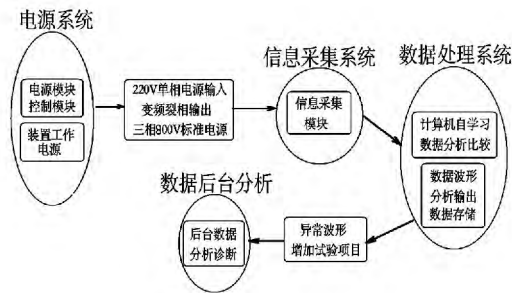 电源系统
电源模块
控制模块
装置工作
电源
220V单相电源输入
变频裂相输出
三相800V标准电源
信息采集系统
信息采集
模块
数据处理系统
计算机自学习
数据分析比较
数据波形
分析输出
数据存储
异常波形
增加试验项目
数据后台分析
后台数据
分析诊断